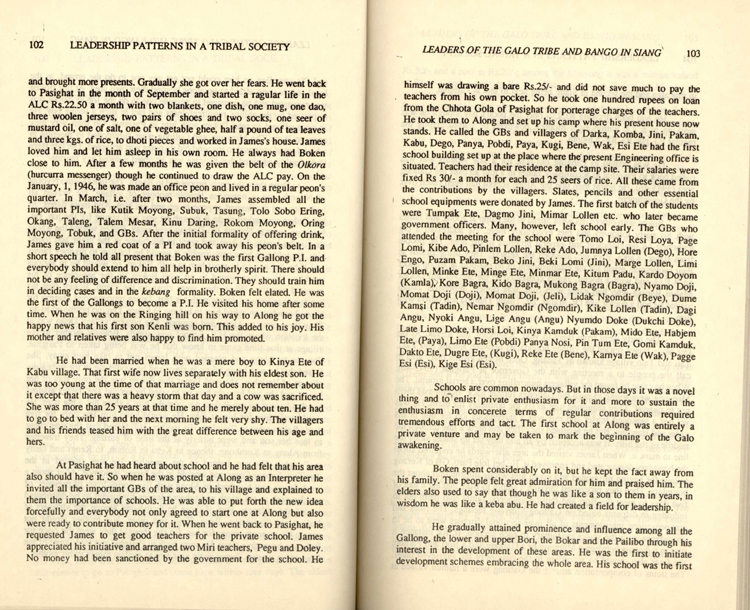 102 LEADERSHIP PATTERNS IN A TRIBAL SOCIETY
and brought more presents. Gradually she got over her fears. He went back
to Pasighat in the month of September and started a ragular life in the
ALC Rs.22.50 a month with two blankets, one dish, one mug, one dao,
three woolen jerseys, two pairs of shoes and two socks, one seer of
mustard oil, one of salt, one of vegetable ghee, half a pound of tea leaves
and three kgs. of rice, to dhoti pieces and worked in James's house. James
loved him and let him asleep in his own room. He always had Boken
close to him. After a few months he was given the belt of the Olkora
(hurcurra messenger) though he continued to draw the ALC pay. On the
January, 1, 1946, he was made an office peon and lived in a regular peon's
quarter. In March, i.e. after two months, James assembled all the
important PIs, like Kutik Moyong, Subuk, Tasung, Tolo Sobo Ering,
Okang, Taleng, Talem Mesar, Kinu Daring, Rokom Moyong, Oring
Moyong, Tobuk, and GBs. After the initial formality of offering drink,
James gave him a red coat of a PI and took away his peon's belt. In a
short speech he told all present that Boken was the first Gallong P.I. and
everybody should extend to him all help in brotherly spirit. There should
not be any feeling of difference and discrimination. They should train him
in deciding cases and in the kebang formality. Boken felt elated. He was
the first of the Gallongs to become a P.I. He visited his home after some
time. When he was on the Ringing hill on his way to Along he got the
happy news that his first son Kenli was born. This added to his joy. His
mother and relatives were also happy to find him promoted.
He had been married when he was a mere boy to Kinya Ete of
Kabu village. That first wife now lives separately with his eldest son. He
was too young at the time of that marriage and does not remember about
it except that there was a heavy storm that day and a cow was sacrificed.
She was more than 25 years at that time and he merely about ten. He had
to go to bed with her and the next morning he felt very shy. The villagers
and his friends teased him with the great difference between his age and
hers.
At Pasighat he had heard about school and he had felt that his area
also should have it. So when he was posted at Along as an Interpreter he
invited all the important GBs of the area, to his village and explained to
them the importance of schools. He was able to put forth the new idea
forcefully and everybody not only agreed to start one at Along but also
were ready to contribute money for it. When he went back to Pasighat, he
requested James to get good teachers for the private school. James
appreciated his initiative and arranged two Miri teachers, Pegu and Doley.
No money had been sanctioned by the government for the school. He
LEADERS OF THE GALO TRIBE AND BANGO IN SIANG 103
himself was drawing a bare Rs.25/- and did not save much to pay the
teachers from his own pocket. So he took one hundred rupees on loan
from the Chhota Gola of Pasighat for porterage charges of the teachers.
He took them to Along and set up his camp where his present house now
stands. He called the GBs and villagers of Darka, Komba, Jini, Pakam,
Kabu, Dego, Panya, Pobdi, Paya, Kugi, Bene, Wak, Esi Ete had the first
school building set up at the place where the present Engineering office is
situated. Teachers had their residence at the camp site. Their salaries were
fixed Rs 30/- a month for each and 25 seers of rice. All these came from
the contributions by the villagers. Slates, pencils and other essential
school equipments were donated by James. The first batch of the students
were Tumpak Ete, Dagmo Jini, Mimar Lollen etc. who later became
government officers. Many, however, left school early. The GBs who
attended the meeting for the school were Tomo Loi, Resi Loya, Page
Lomi, Kibe Ado, Pinlem Lollen, Reke Ado, Jumnya Lollen (Dego), Hore
Engo, Puzam Pakam, Beko Jini, Beki Lomi (Jini), Marge Lollen, Limi
Lollen, Minke Ete, Minge Ete, Minmar Ete, Kitum Padu, Kardo Doyom
(Kamla), Kore Bagra, Kido Bagra, Mukong Bagra (Bagra), Nyamo Doji,
Momat Doji (Doji), Momat Doji, (Jeli), Lidak Ngomdir (Beye), Dume
Kamsi (Tadin), Nemar Ngomdir (Ngomdir), Kike Lollen (Tadin), Dagi
Angu, Nyoki Angu, Lige Angu (Angu) Nyumdo Doke (Dukchi Doke),
Late Limo Doke, Horsi Loi, Kinya Kamduk (Pakam), Mido Ete, Habjem
Ete, (Paya), Limo Ete (Pobdi) Panya Nosi, Pin Tum Ete, Gomi Kamduk,
Dakto Ete, Dugre Ete, (Kugi), Reke Ete (Bene), Karnya Ete (Wak), Pagge
Esi (Esi), Kige Esi (Esi).
Schools are common nowadays. But in those days it was a novel
thing and to enlist private enthusiasm for it and more to sustain the
enthusiasm in concrete terms of regular contributions required
tremendous efforts and tact. The first school at Along was entirely a
private venture and may be taken to mark the beginning of the Galo
awakening.
Boken spent considerably on it, but he kept the fact away from
his family. The people felt great admiration for him and praised him. The
elders also used to say that though he was like a son to them in years, in
wisdom he was like a keba abu. He had created a field for leadership.
He gradually attained prominence and influence among all the
Gallong, the lower and upper Bori, the Bokar and the Pailibo through his
interest in the development of these areas. He was the first to initiate
development schemes embracing the whole area. His school was the first